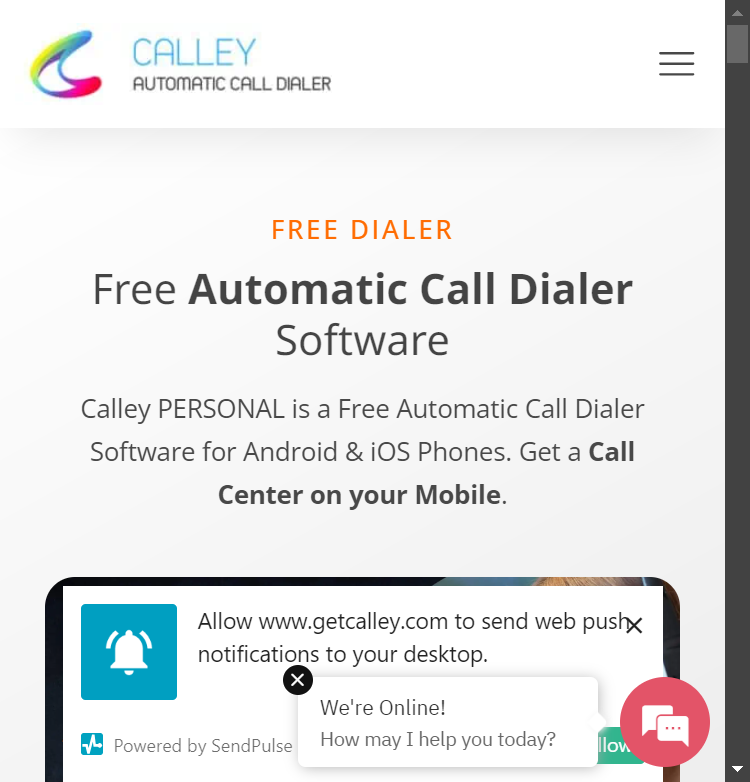 CALLEY
AUTOMATIC CALL DIALER
FREE DIALER
Free Automatic Call Dialer
Software
Calley PERSONAL is a Free Automatic Call Dialer
Software for Android & iOS Phones. Get a Call
Center on your Mobile.
Allow www.getcalley.com to send web push
notifications to your desktop.
We're Online!
How may I help you today?
Powered by SendPulse